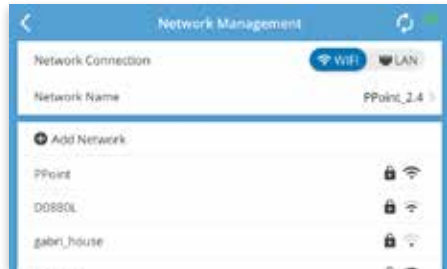 Network Management
Network Connection WiFi LAN
Network Name PPoint_2.4
Add Network
PPoint
D0880L
gabri_house